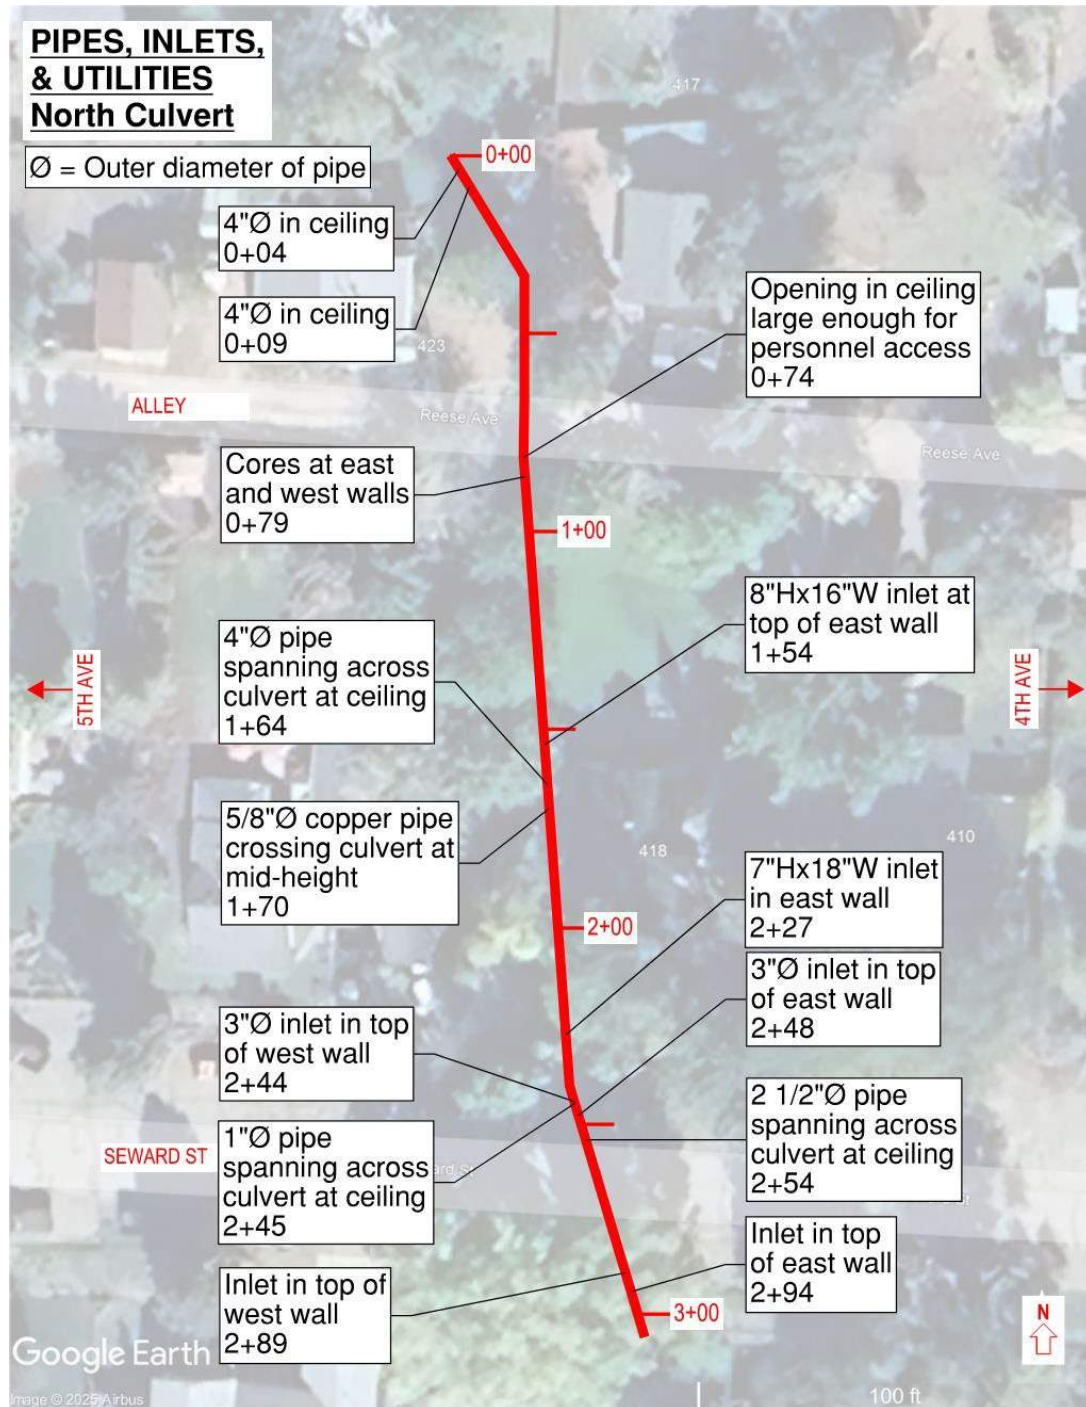 PIPES, INLETS,
& UTILITIES
North Culvert
Ø = Outer diameter of pipe
417
0+00
4"Ø in ceiling
0+04
4"Ø in ceiling
0+09
423
Opening in ceiling
large enough for
personnel access
0+74
ALLEY
Reese Ave
Reese Ave
Cores at east
and west walls
0+79
1+00
8"Hx16"W inlet at
top of east wall
1+54
4"Ø pipe
spanning across
culvert at ceiling
1+64
5TH AVE
4TH AVE
5/8"Ø copper pipe
crossing culvert at
mid-height
1+70
418
410
7"Hx18"W inlet
in east wall
2+27
2+00
3"Ø inlet in top
of east wall
2+48
3"Ø inlet in top
of west wall
2+44
2 1/2"Ø pipe
spanning across
culvert at ceiling
2+54
SEWARD ST
1"Ø pipe
spanning across
culvert at ceiling
2+45
Inlet in top
of east wall
2+94
Inlet in top of
west wall
2+89
3+00
N
Google Earth
Image © 2025 Airbus
100 ft